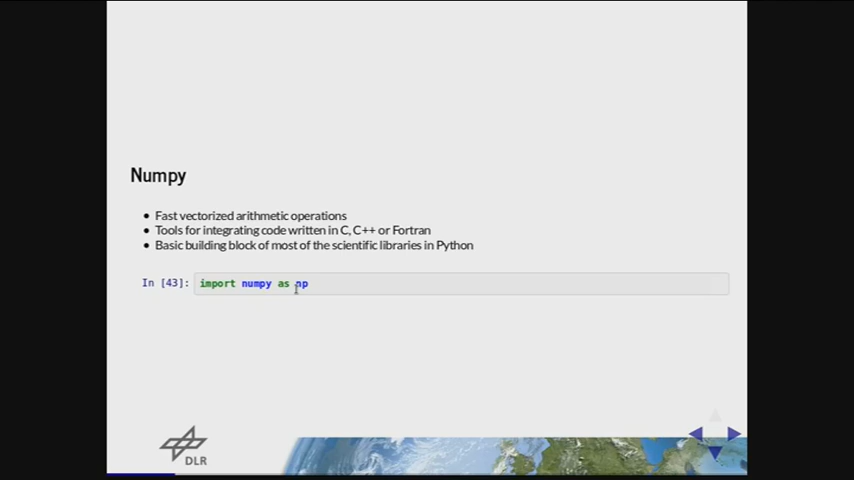 Numpy
• Fast vectorized arithmetic operations
• Tools for integrating code written in C, C++ or Fortran
• Basic building block of most of the scientific libraries in Python
In [43]: import numpy as np
DLR